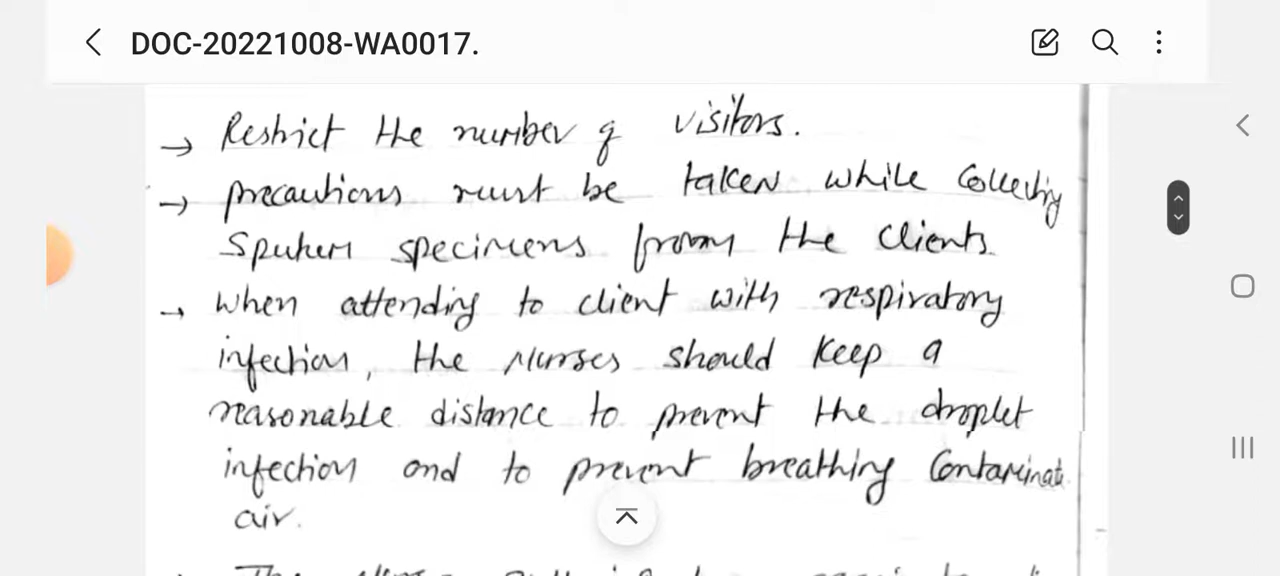 DOC-20221008-WA0017.
→ Restrict the number of visitors.
→ precautions must be taken while collecting
Sputum specimens from the clients.
→ when attending to client with respiratory
infection, the nurses should keep a
reasonable distance to prevent the droplet
infection and to prevent breathing Contaminat
air.